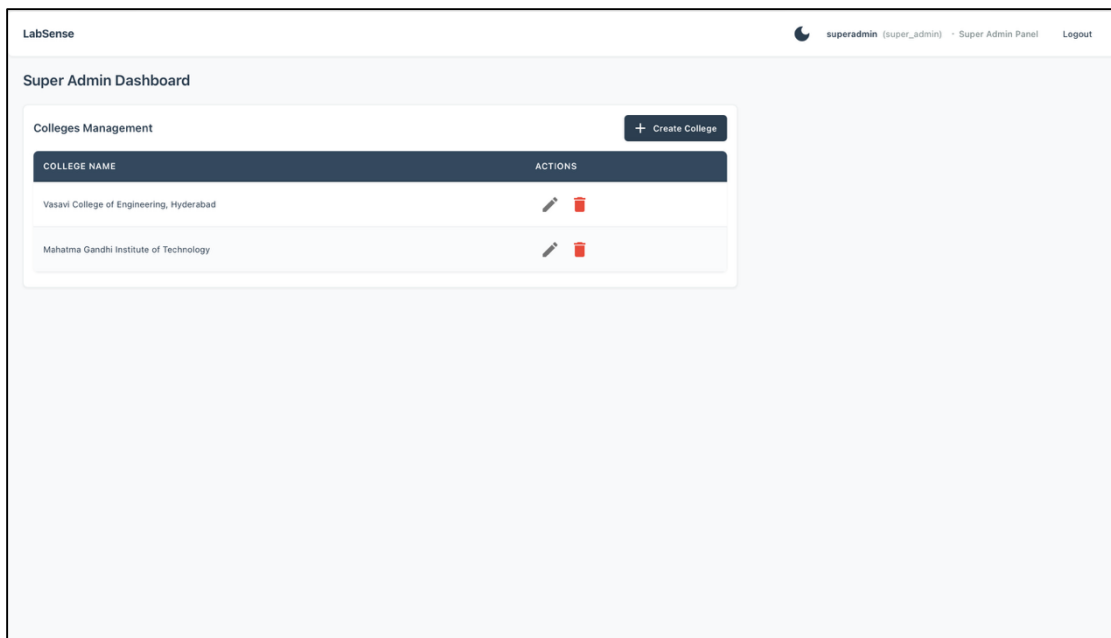 LabSense
superadmin (super_admin) • Super Admin Panel Logout
Super Admin Dashboard
Colleges Management
+ Create College
COLLEGE NAME ACTIONS
Vasavi College of Engineering, Hyderabad
Mahatma Gandhi Institute of Technology